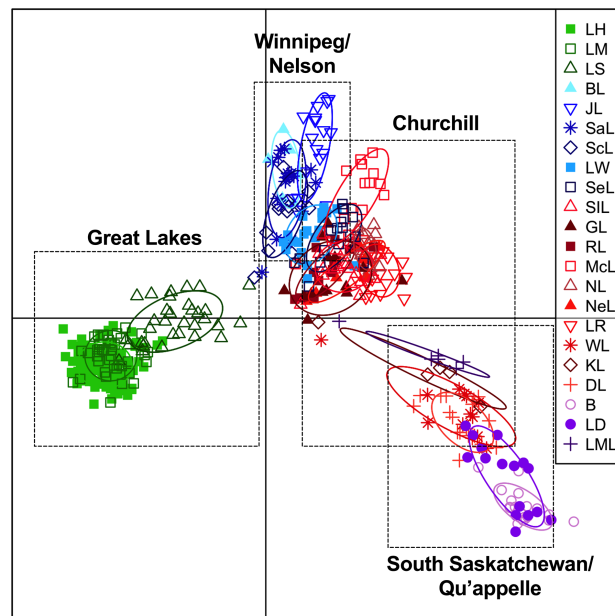 Winnipeg/
Nelson
Churchill
Great Lakes
South Saskatchewan/
Qu'appelle
LH
LM
LS
BL
JL
SaL
ScL
LW
SeL
SIL
GL
RL
McL
NL
NeL
LR
WL
KL
DL
B
LD
LML